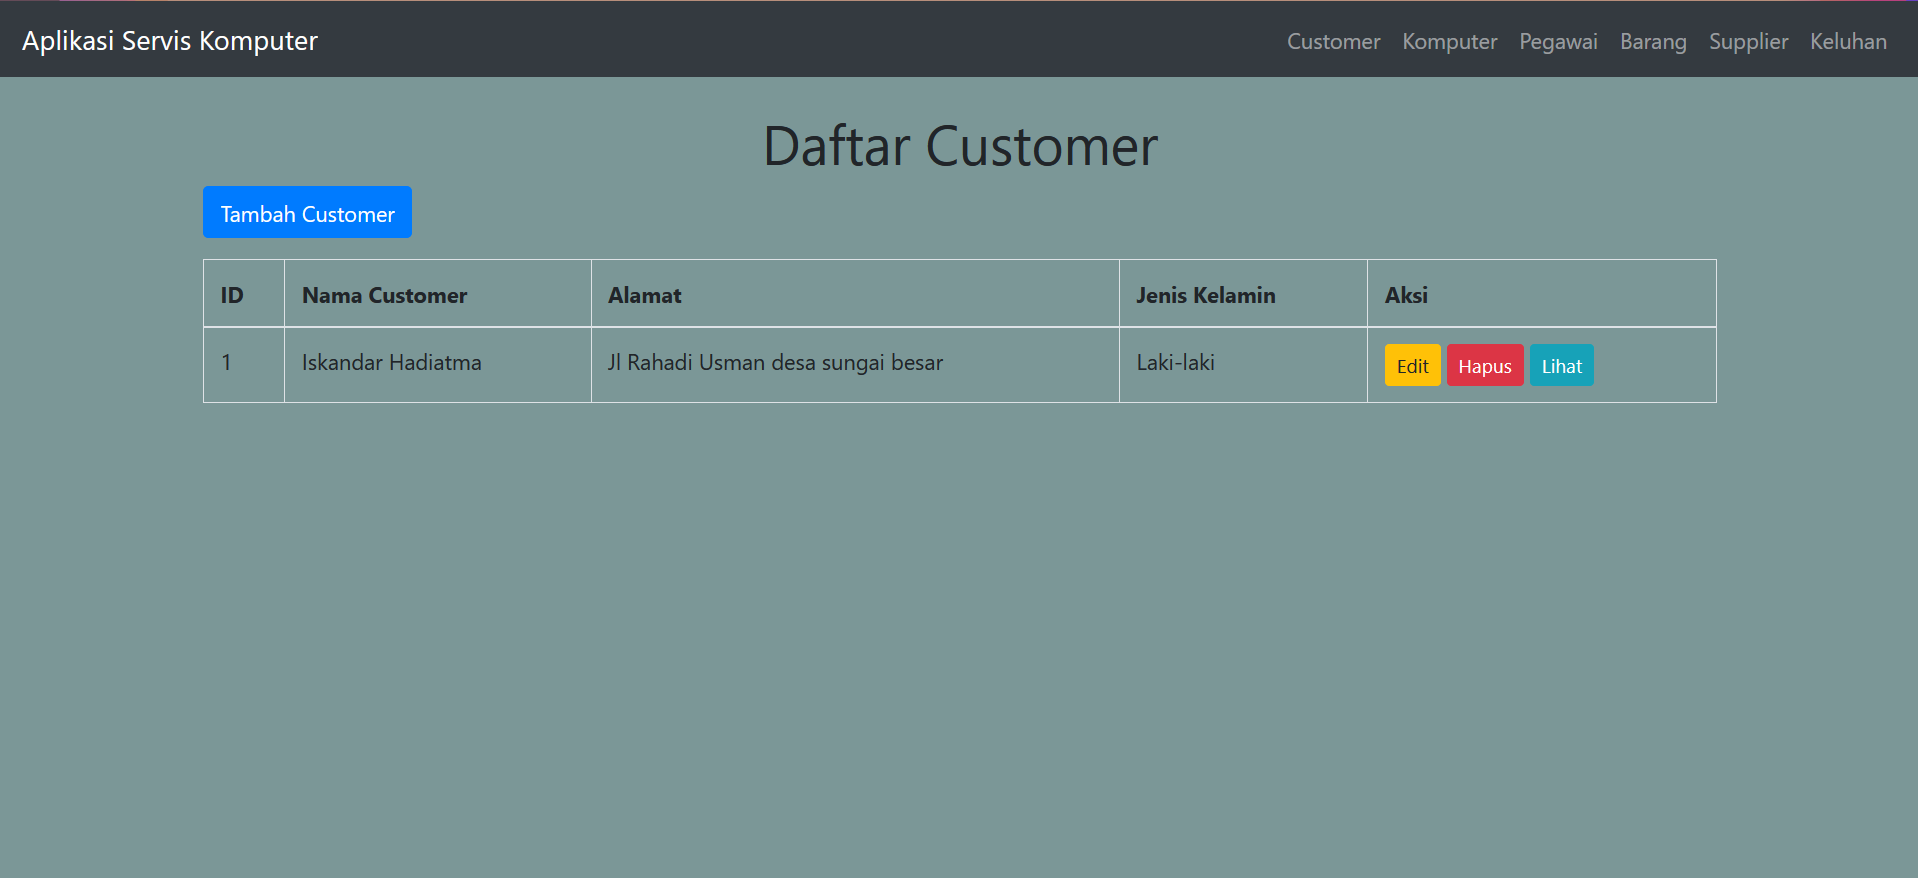 Aplikasi Servis Komputer Customer Komputer Pegawai Barang Supplier Keluhan
Daftar Customer
Tambah Customer
ID Nama Customer Alamat Jenis Kelamin Aksi
1 Iskandar Hadiatma Jl Rahadi Usman desa sungai besar Laki-laki Edit Hapus Lihat